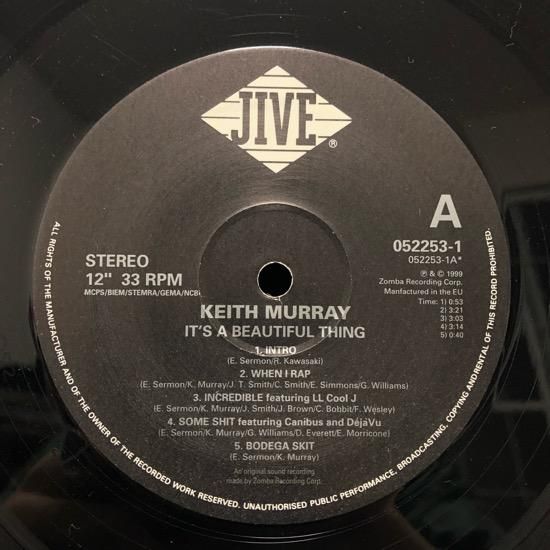 JIVE
®
A
052253-1
052253-1A*
℗ & © 1999
Zomba Recording Corp.
Manfactured in the EU
Time: 1) 0:53
2) 3:21
3) 3:03
4) 3:14
5) 0:40
STEREO
12" 33 RPM
MCPS/BIEM/STEMRA/GEMA/NCB
KEITH MURRAY
IT'S A BEAUTIFUL THING
1. INTRO
(E. Sermon/R. Kawasaki)
2. WHEN I RAP
(E. Sermon/K. Murray/J. T. Smith/C. Smith/E. Simmons/G. Williams)
3. INCREDIBLE featuring LL Cool J
(E. Sermon/K. Murray/J. Smith/J. Brown/C. Bobbit/F. Wesley)
4. SOME SHIT featuring Canibus and DéjaVu
(E. Sermon/K. Murray/G. Williams/D. Everett/E. Morricone)
5. BODEGA SKIT
(E. Sermon/K. Murray)
An original sound recording
made by Zomba Recording Corp.
ALL RIGHTS OF THE MANUFACTURER AND OF THE OWNER OF THE RECORDED WORK RESERVED. UNAUTHORISED PUBLIC PERFORMANCE, BROADCASTING, COPYING AND RENTAL OF THIS RECORD PROHIBITED.